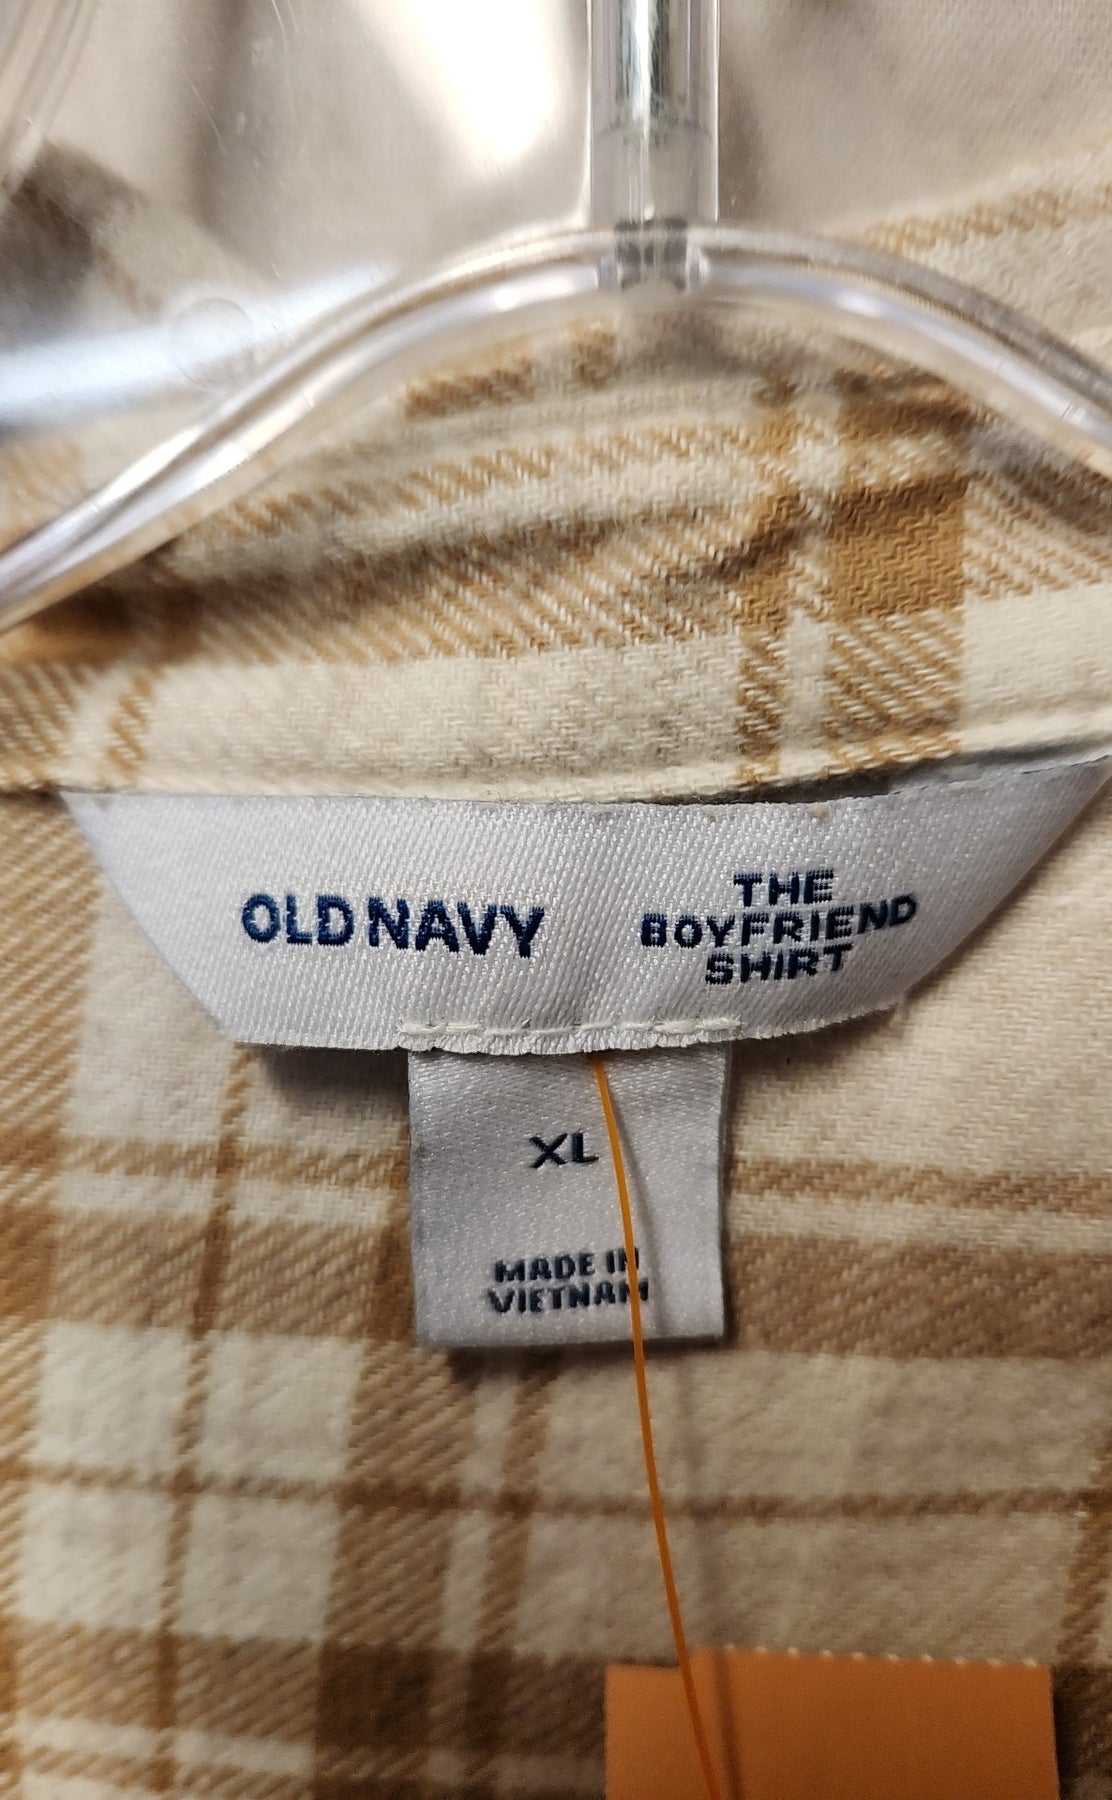 OLD NAVY
THE
BOYFRIEND
SHIRT
XL
MADE IN
VIETNAM